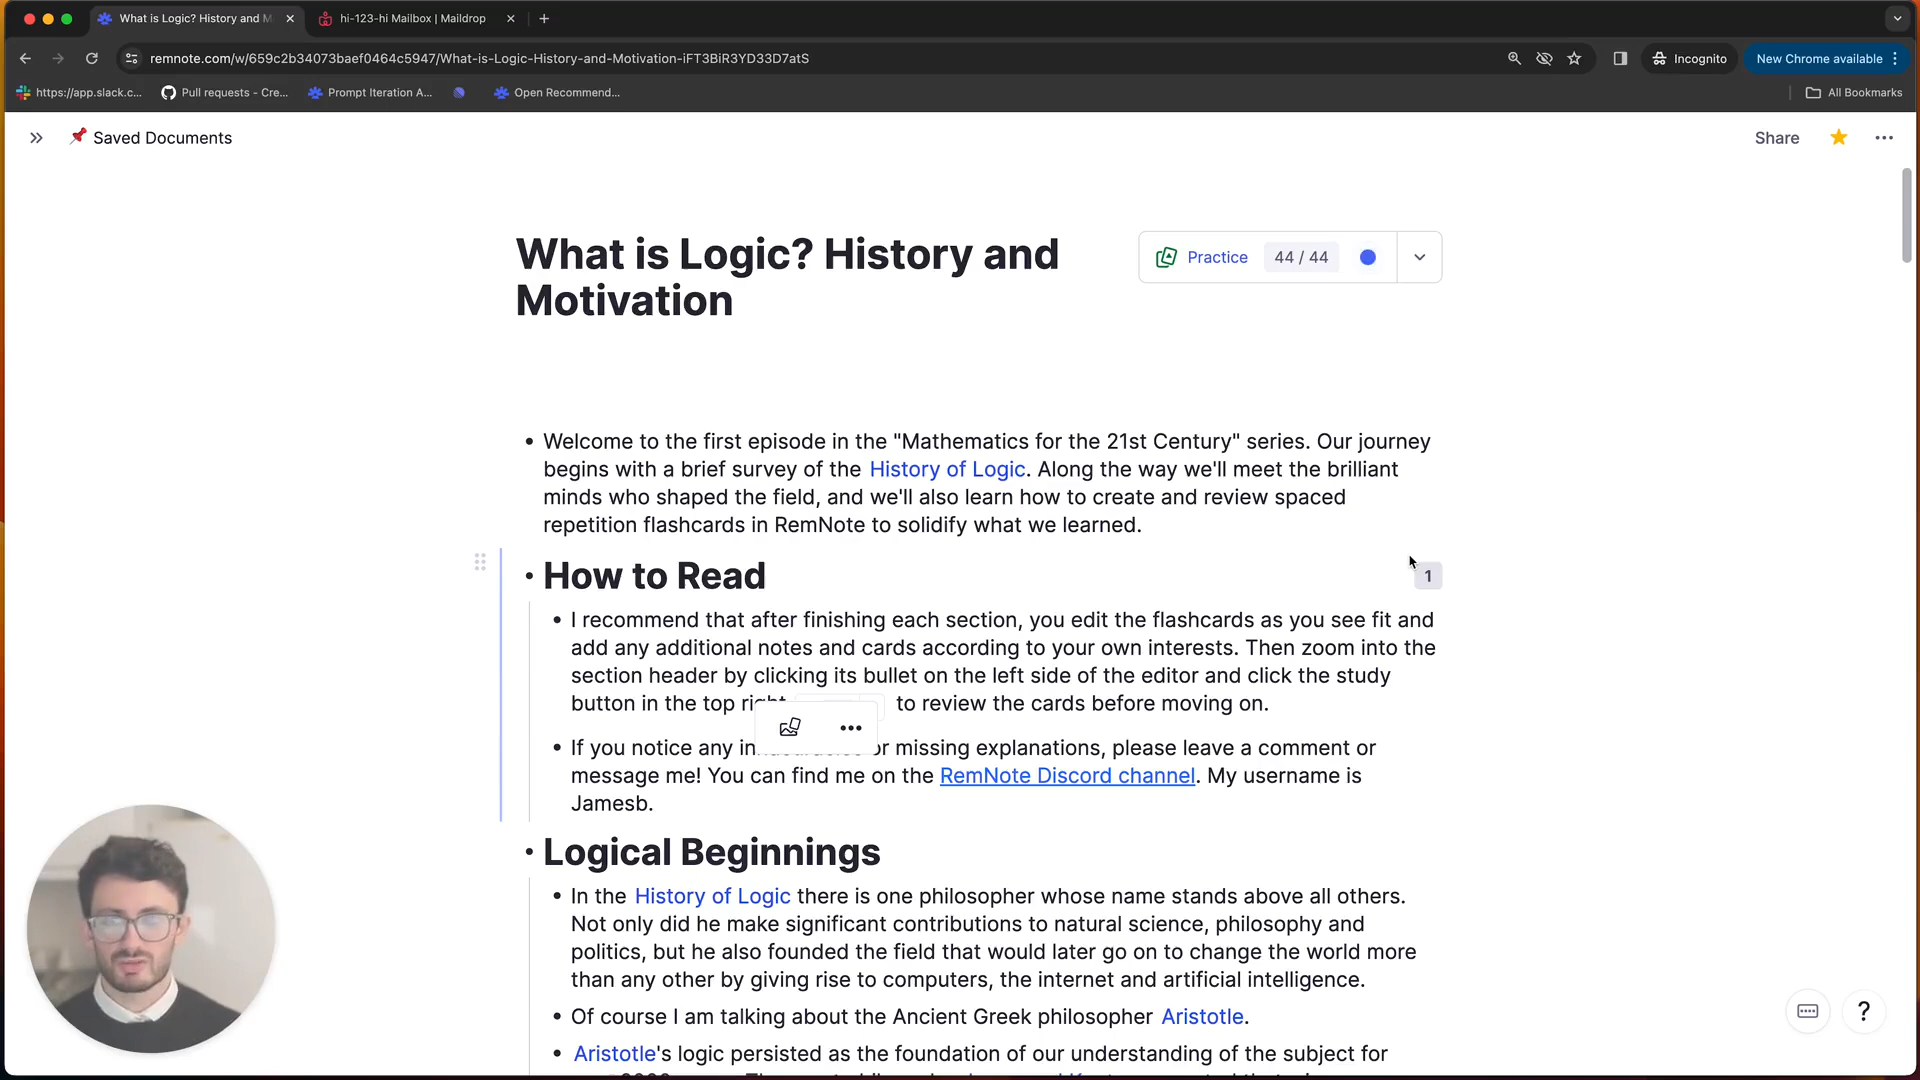 What is Logic? History and M
hi-123-hi Mailbox | Maildrop
remnote.com/w/659c2b34073baef0464c5947/What-is-Logic-History-and-Motivation-iFT3BiR3YD33D7atS
Incognito
New Chrome available
https://app.slack.c...
Pull requests - Cre...
Prompt Iteration A...
Open Recommend...
All Bookmarks
Saved Documents
Share
What is Logic? History and
Motivation
Practice 44 / 44
• Welcome to the first episode in the "Mathematics for the 21st Century" series. Our journey
begins with a brief survey of the History of Logic. Along the way we'll meet the brilliant
minds who shaped the field, and we'll also learn how to create and review spaced
repetition flashcards in RemNote to solidify what we learned.
• How to Read
1
• I recommend that after finishing each section, you edit the flashcards as you see fit and
add any additional notes and cards according to your own interests. Then zoom into the
section header by clicking its bullet on the left side of the editor and click the study
button in the top right to review the cards before moving on.
• If you notice any or missing explanations, please leave a comment or
message me! You can find me on the RemNote Discord channel. My username is
Jamesb.
• Logical Beginnings
• In the History of Logic there is one philosopher whose name stands above all others.
Not only did he make significant contributions to natural science, philosophy and
politics, but he also founded the field that would later go on to change the world more
than any other by giving rise to computers, the internet and artificial intelligence.
• Of course I am talking about the Ancient Greek philosopher Aristotle.
• Aristotle's logic persisted as the foundation of our understanding of the subject for
?